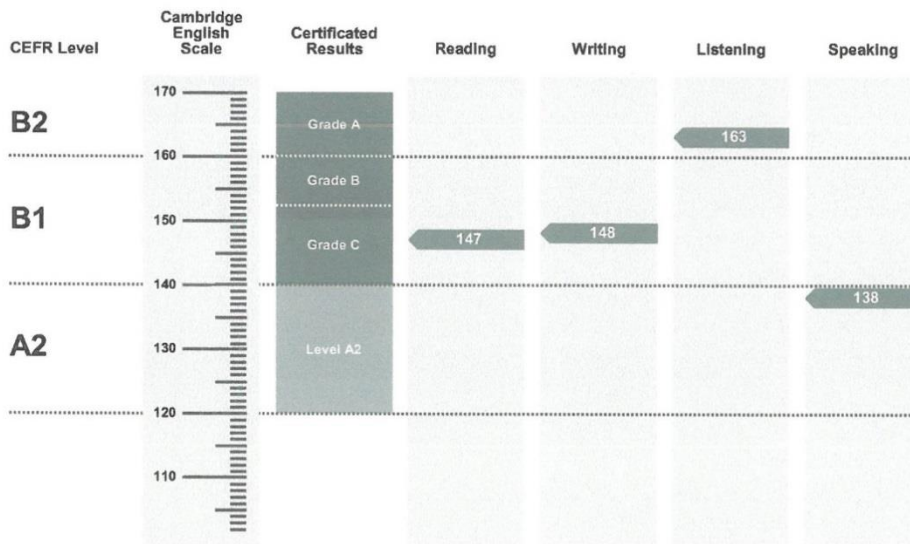 CEFR Level
Cambridge
English
Scale
Certificated
Results
Reading
Writing
Listening
Speaking
B2
B1
A2
170
160
150
140
130
120
110
Grade A
Grade B
Grade C
Level A2
147
148
163
138